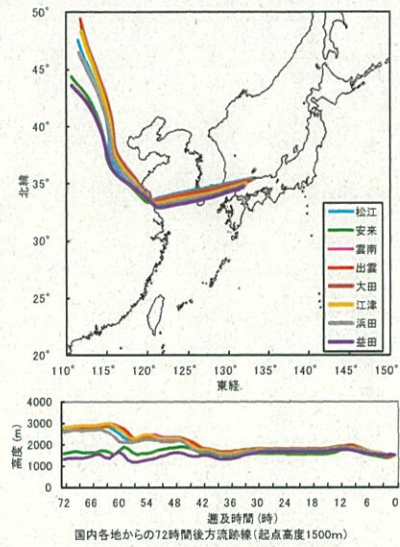 50°
45°
40°
35°
30°
25°
20°
北緯
110° 115° 120° 125° 130° 135° 140° 145° 150°
東経.
松江
安来
雲南
出雲
大田
江津
浜田
益田
4000
3000
2000
1000
0
高度(m)
72 66 60 54 48 42 36 30 24 18 12 6 0
遡及時間(時)
国内各地からの72時間後方流跡線(起点高度1500m)